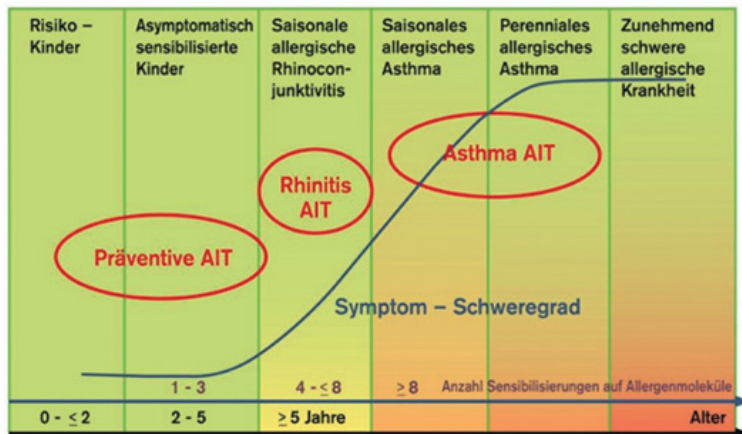 Risiko –
Kinder
Asymptomatisch
sensibilisierte
Kinder
Saisonale
allergische
Rhinocon-
junktivitis
Saisonales
allergisches
Asthma
Perenniales
allergisches
Asthma
Zunehmend
schwere
allergische
Krankheit
Asthma AIT
Rhinitis
AIT
Präventive AIT
Symptom – Schweregrad
1 - 3
4 - ≤ 8
≥ 8
Anzahl Sensibilisierungen auf Allergenmoleküle
0 - ≤ 2
2 - 5
≥ 5 Jahre
Alter